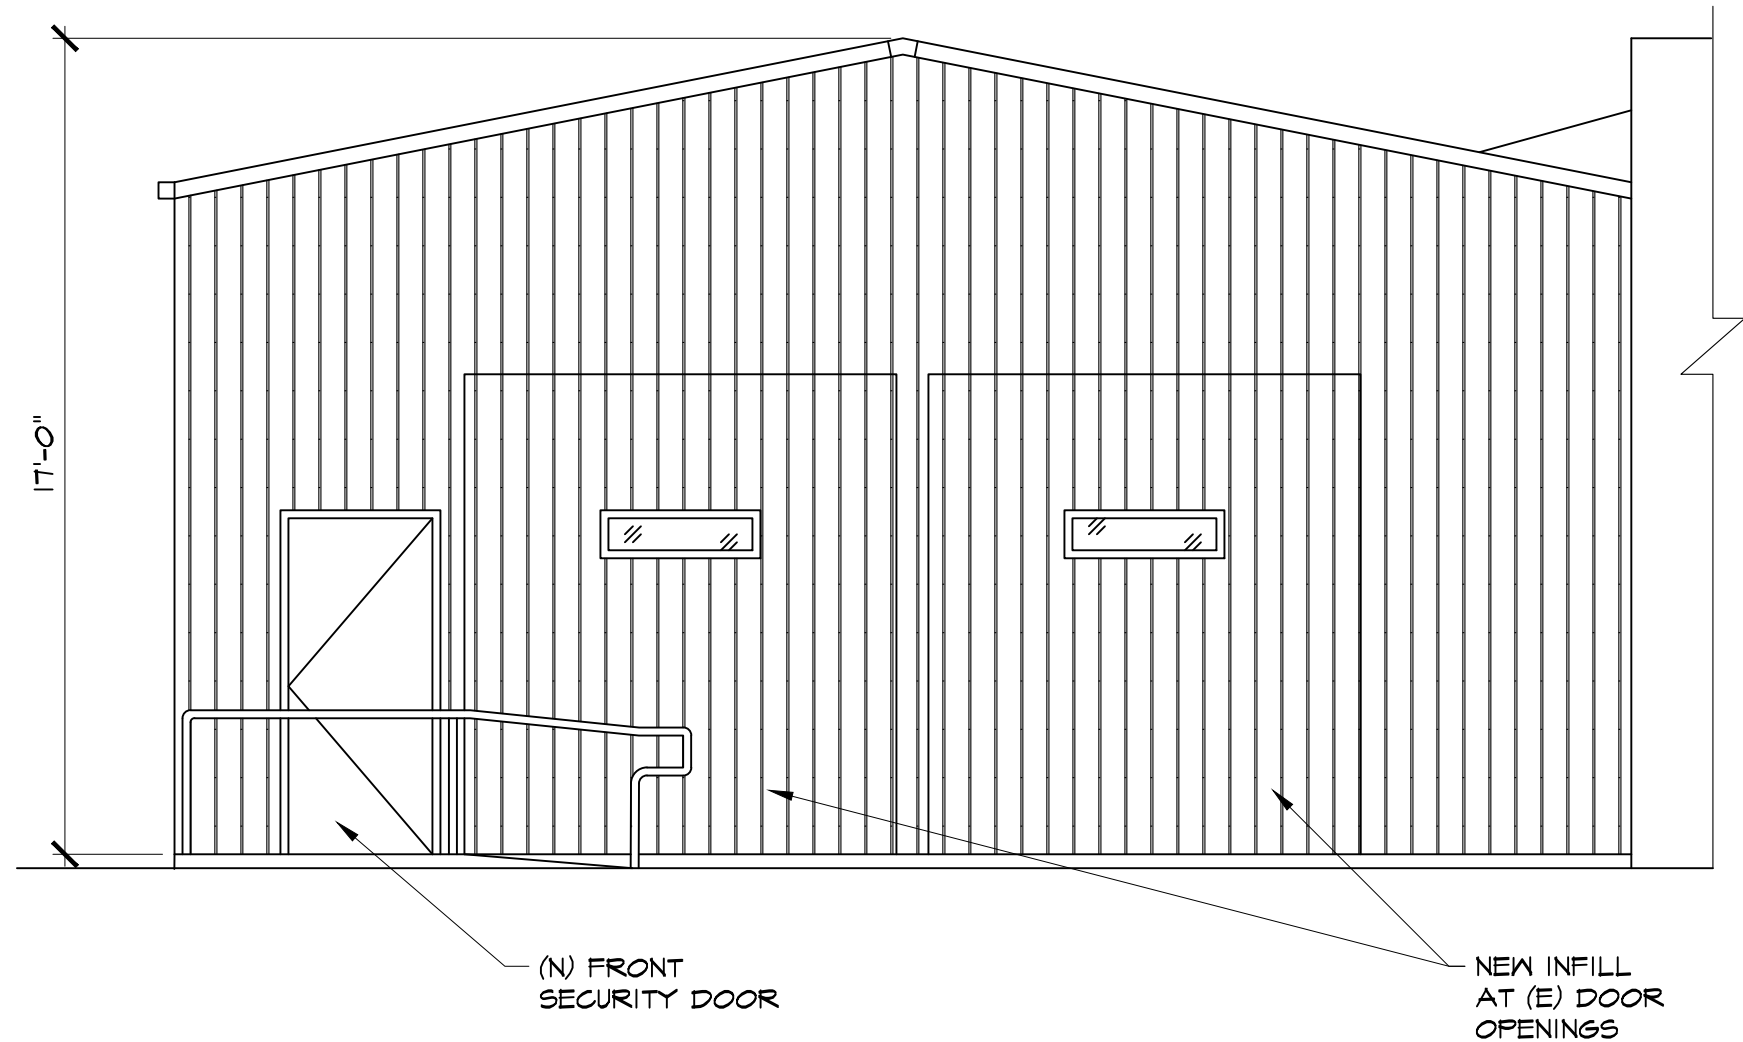 17'-0"
(N) FRONT
SECURITY DOOR
NEW INFILL
AT (E) DOOR
OPENINGS